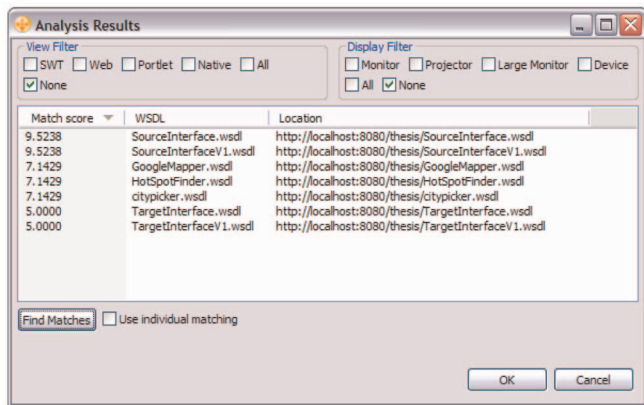 Analysis Results
View Filter
SWT Web Portlet Native All
None
Display Filter
Monitor Projector Large Monitor Device
All None
Match score WSDL Location
9.5238 SourceInterface.wsdl http://localhost:8080/thesis/SourceInterface.wsdl
9.5238 SourceInterfaceV1.wsdl http://localhost:8080/thesis/SourceInterfaceV1.wsdl
7.1429 GoogleMapper.wsdl http://localhost:8080/thesis/GoogleMapper.wsdl
7.1429 HotSpotFinder.wsdl http://localhost:8080/thesis/HotSpotFinder.wsdl
7.1429 citypicker.wsdl http://localhost:8080/thesis/citypicker.wsdl
5.0000 TargetInterface.wsdl http://localhost:8080/thesis/TargetInterface.wsdl
5.0000 TargetInterfaceV1.wsdl http://localhost:8080/thesis/TargetInterfaceV1.wsdl
Find Matches Use individual matching
OK Cancel